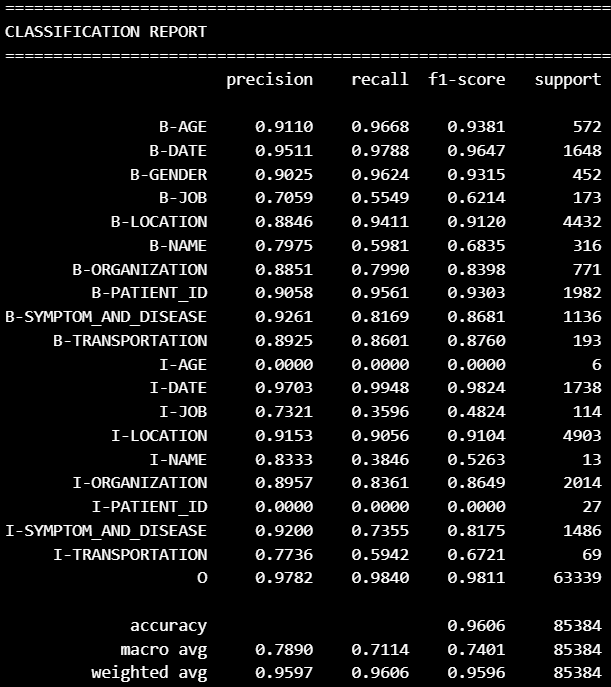 ================================================================
CLASSIFICATION REPORT
================================================================
precision recall f1-score support
B-AGE 0.9110 0.9668 0.9381 572
B-DATE 0.9511 0.9788 0.9647 1648
B-GENDER 0.9025 0.9624 0.9315 452
B-JOB 0.7059 0.5549 0.6214 173
B-LOCATION 0.8846 0.9411 0.9120 4432
B-NAME 0.7975 0.5981 0.6835 316
B-ORGANIZATION 0.8851 0.7990 0.8398 771
B-PATIENT_ID 0.9058 0.9561 0.9303 1982
B-SYMPTOM_AND_DISEASE 0.9261 0.8169 0.8681 1136
B-TRANSPORTATION 0.8925 0.8601 0.8760 193
I-AGE 0.0000 0.0000 0.0000 6
I-DATE 0.9703 0.9948 0.9824 1738
I-JOB 0.7321 0.3596 0.4824 114
I-LOCATION 0.9153 0.9056 0.9104 4903
I-NAME 0.8333 0.3846 0.5263 13
I-ORGANIZATION 0.8957 0.8361 0.8649 2014
I-PATIENT_ID 0.0000 0.0000 0.0000 27
I-SYMPTOM_AND_DISEASE 0.9200 0.7355 0.8175 1486
I-TRANSPORTATION 0.7736 0.5942 0.6721 69
O 0.9782 0.9840 0.9811 63339
accuracy 0.9606 85384
macro avg 0.7890 0.7114 0.7401 85384
weighted avg 0.9597 0.9606 0.9596 85384